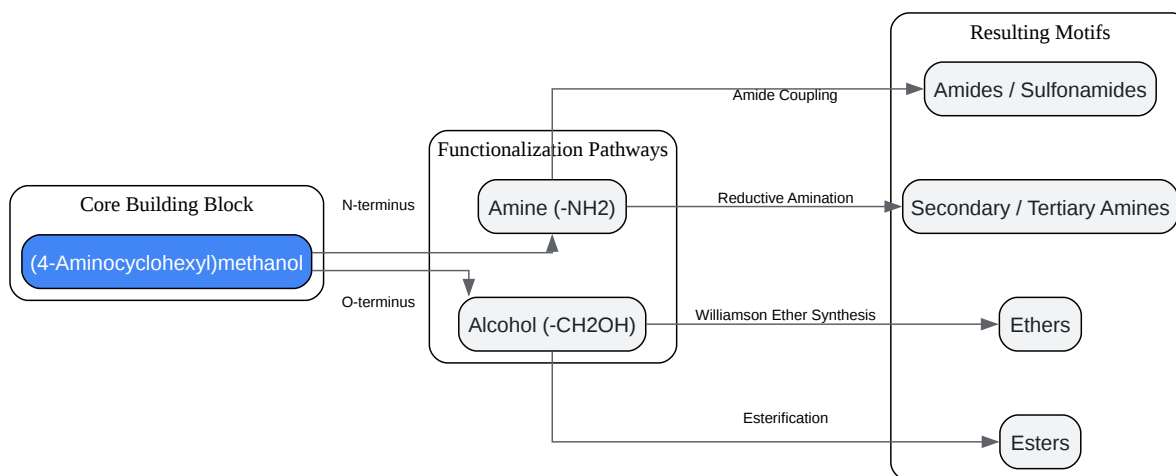 Resulting Motifs
Amides / Sulfonamides
Amide Coupling
Functionalization Pathways
Core Building Block
N-terminus
Amine (-NH2)
Reductive Amination
Secondary / Tertiary Amines
(4-Aminocyclohexyl)methanol
O-terminus
Alcohol (-CH2OH)
Williamson Ether Synthesis
Ethers
Esterification
Esters